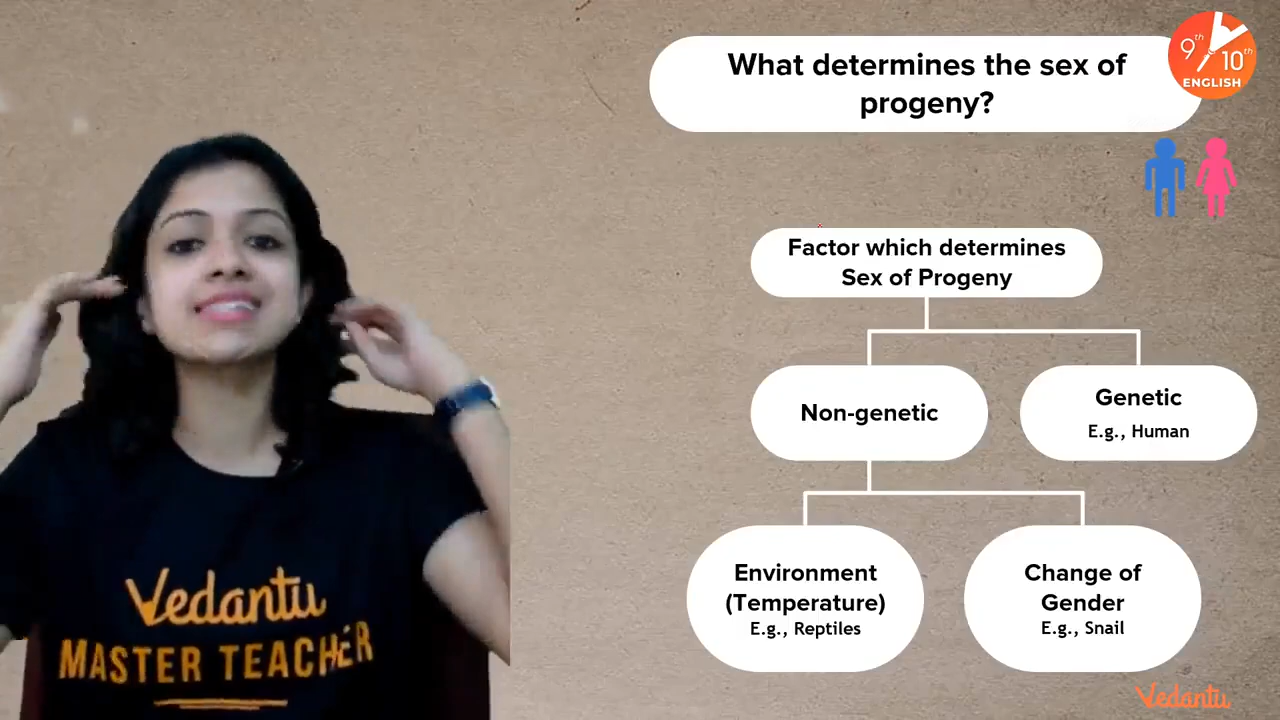 What determines the sex of
progeny?
9th
10th
ENGLISH
Factor which determines
Sex of Progeny
Non-genetic
Genetic
E.g., Human
Environment
(Temperature)
E.g., Reptiles
Change of
Gender
E.g., Snail
Vedantu
MASTER TEACHER
Vedantu